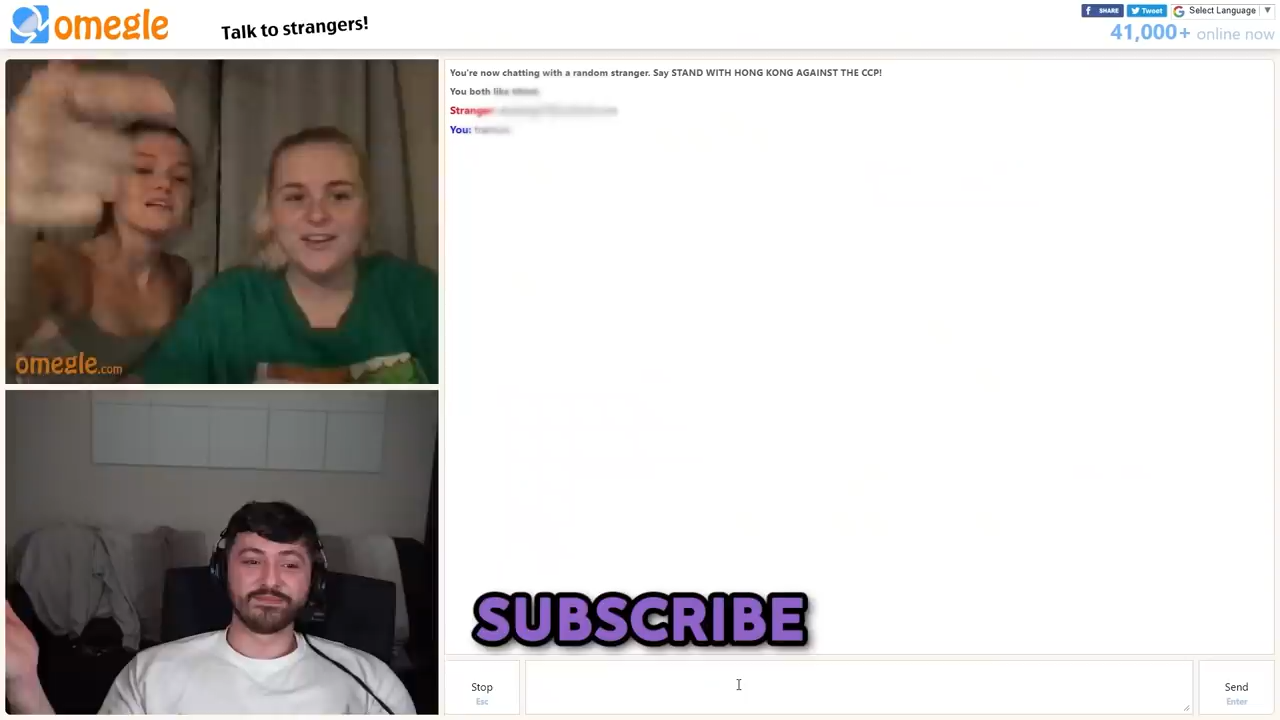 omegle
Talk to strangers!
SHARE
Tweet
Select Language
41,000+ online now
You're now chatting with a random stranger. Say STAND WITH HONG KONG AGAINST THE CCP!
You both like
Stranger:
You:
omegle.com
SUBSCRIBE
Stop
Esc
Send
Enter